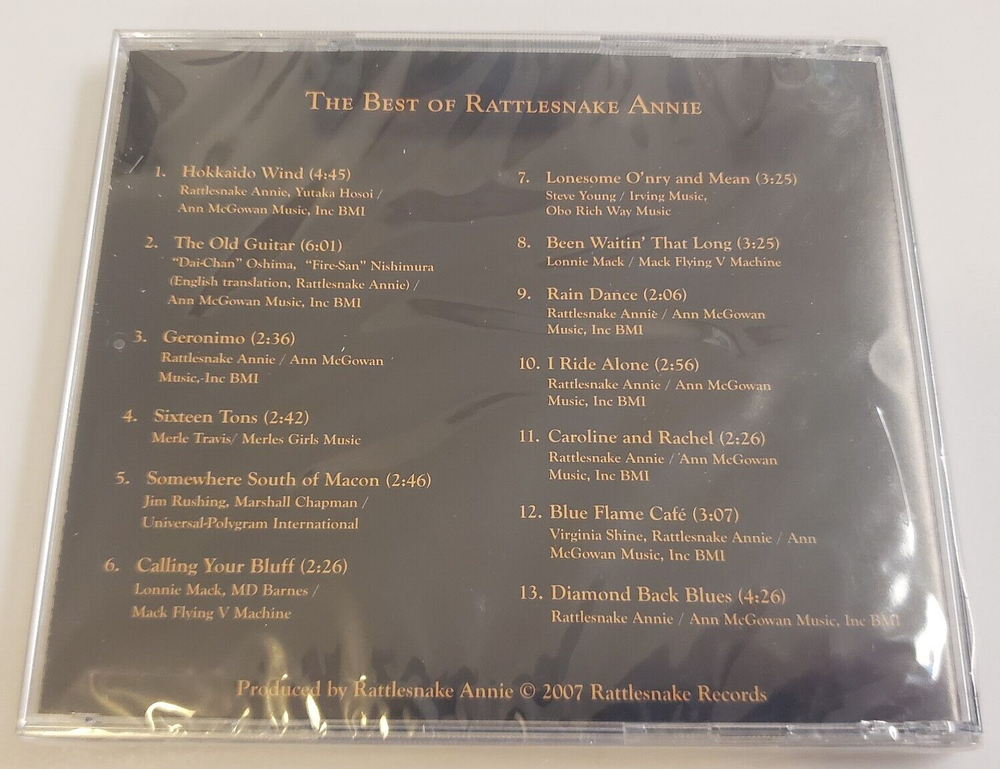 The Best of Rattlesnake Annie
1. Hokkaido Wind (4:45)
Rattlesnake Annie, Yutaka Hosoi /
Ann McGowan Music, Inc BMI
2. The Old Guitar (6:01)
“Dai-Chan” Oshima, “Fire-San” Nishimura
(English translation, Rattlesnake Annie) /
Ann McGowan Music, Inc BMI
3. Geronimo (2:36)
Rattlesnake Annie / Ann McGowan
Music, Inc BMI
4. Sixteen Tons (2:42)
Merle Travis/ Merles Girls Music
5. Somewhere South of Macon (2:46)
Jim Rushing, Marshall Chapman /
Universal-Polygram International
6. Calling Your Bluff (2:26)
Lonnie Mack, MD Barnes /
Mack Flying V Machine
7. Lonesome O'nry and Mean (3:25)
Steve Young / Irving Music,
Obo Rich Way Music
8. Been Waitin' That Long (3:25)
Lonnie Mack / Mack Flying V Machine
9. Rain Dance (2:06)
Rattlesnake Annie / Ann McGowan
Music, Inc BMI
10. I Ride Alone (2:56)
Rattlesnake Annie / Ann McGowan
Music, Inc BMI
11. Caroline and Rachel (2:26)
Rattlesnake Annie / Ann McGowan
Music, Inc BMI
12. Blue Flame Café (3:07)
Virginia Shine, Rattlesnake Annie / Ann
McGowan Music, Inc BMI
13. Diamond Back Blues (4:26)
Rattlesnake Annie / Ann McGowan Music, Inc BMI
Produced by Rattlesnake Annie © 2007 Rattlesnake Records